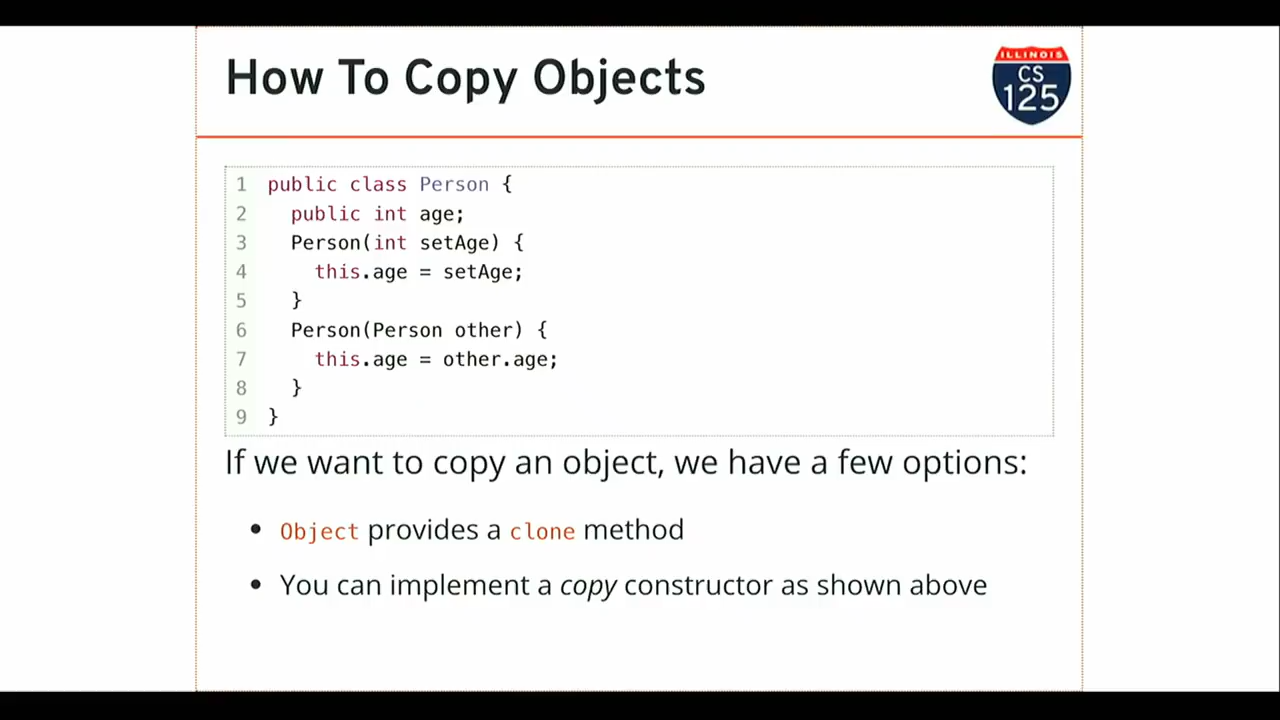 How To Copy Objects
ILLINOIS
CS
125
1 public class Person {
2   public int age;
3   Person(int setAge) {
4     this.age = setAge;
5   }
6   Person(Person other) {
7     this.age = other.age;
8   }
9 }
If we want to copy an object, we have a few options:
• Object provides a clone method
• You can implement a copy constructor as shown above